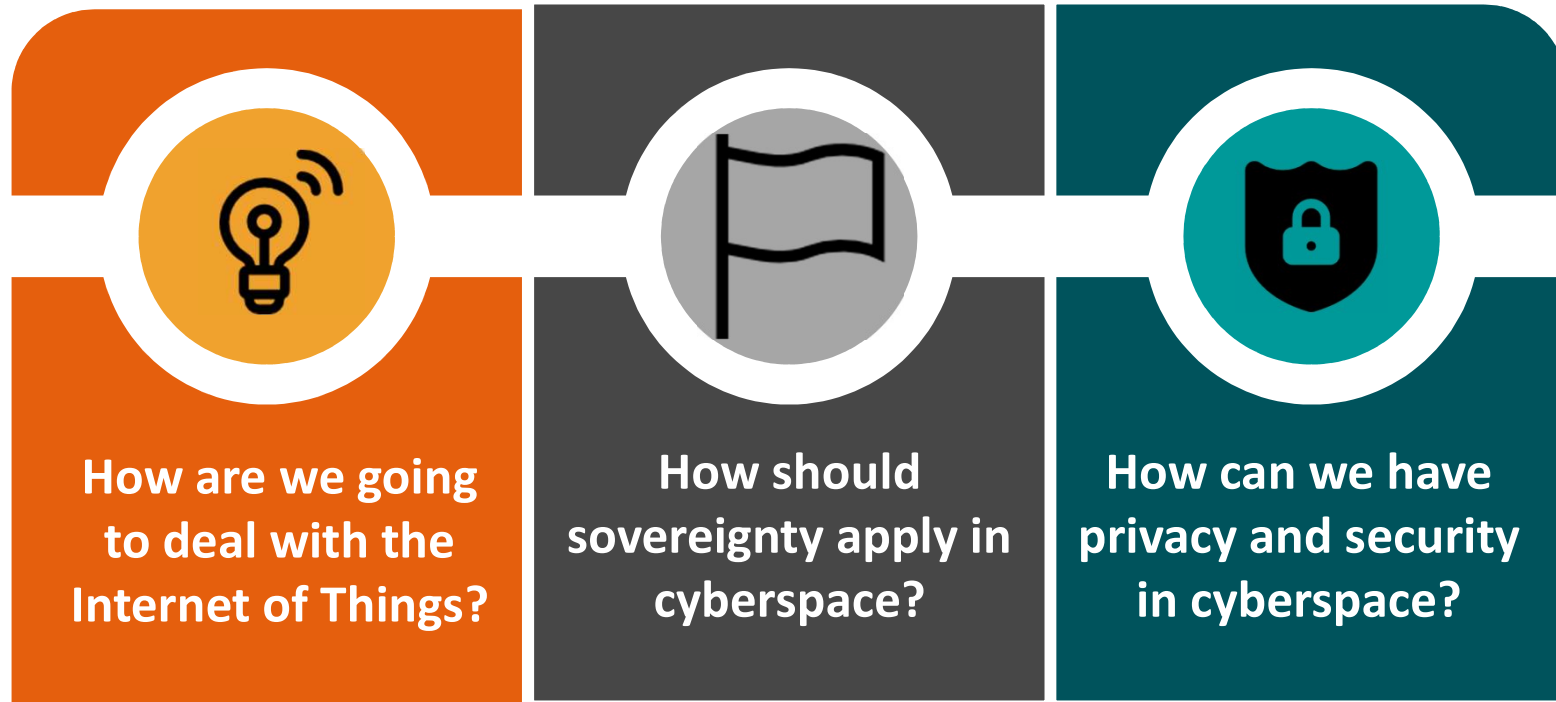 How are we going
to deal with the
Internet of Things?
How should
sovereignty apply in
cyberspace?
How can we have
privacy and security
in cyberspace?